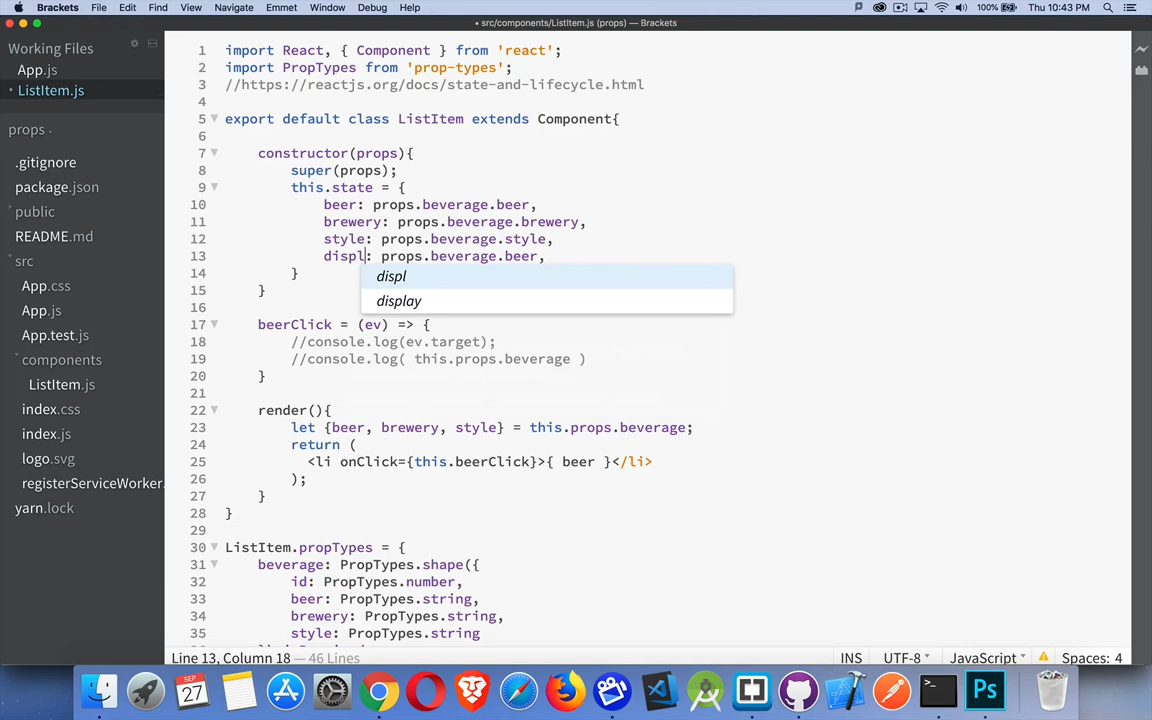 Brackets File Edit Find View Navigate Emmet Window Debug Help 100% Thu 10:43 PM
• src/components/ListItem.js (props) — Brackets
Working Files
App.js
• ListItem.js
props
.gitignore
package.json
public
README.md
src
App.css
App.js
App.test.js
components
ListItem.js
index.css
index.js
logo.svg
registerServiceWorker.
yarn.lock
1 import React, { Component } from 'react';
2 import PropTypes from 'prop-types';
3 //https://reactjs.org/docs/state-and-lifecycle.html
4
5 export default class ListItem extends Component{
6
7 constructor(props){
8 super(props);
9 this.state = {
10 beer: props.beverage.beer,
11 brewery: props.beverage.brewery,
12 style: props.beverage.style,
13 displ: props.beverage.beer,
displ
display
14 }
15 }
16
17 beerClick = (ev) => {
18 //console.log(ev.target);
19 //console.log( this.props.beverage )
20 }
21
22 render(){
23 let {beer, brewery, style} = this.props.beverage;
24 return (
25 <li onClick={this.beerClick}>{ beer }</li>
26 );
27 }
28 }
29
30 ListItem.propTypes = {
31 beverage: PropTypes.shape({
32 id: PropTypes.number,
33 beer: PropTypes.string,
34 brewery: PropTypes.string,
35 style: PropTypes.string
Line 13, Column 18 — 46 Lines INS UTF-8 JavaScript Spaces: 4
SEP
27
>_
Ps